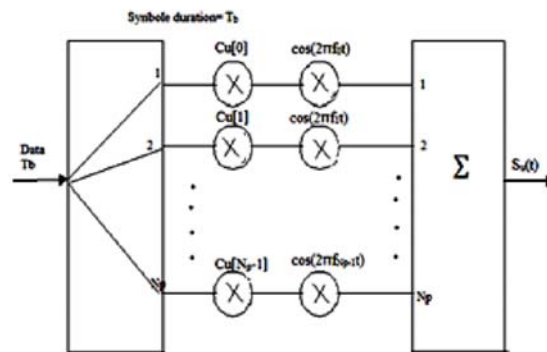 Symbole duration= Tb
Cu[0]
cos(2πf₀t)
1
1
Cu[1]
cos(2πf₁t)
Data
Tb
2
2
Σ
Sᵤ(t)
Cu[Np-1]
cos(2πfNp-1t)
Np
Np